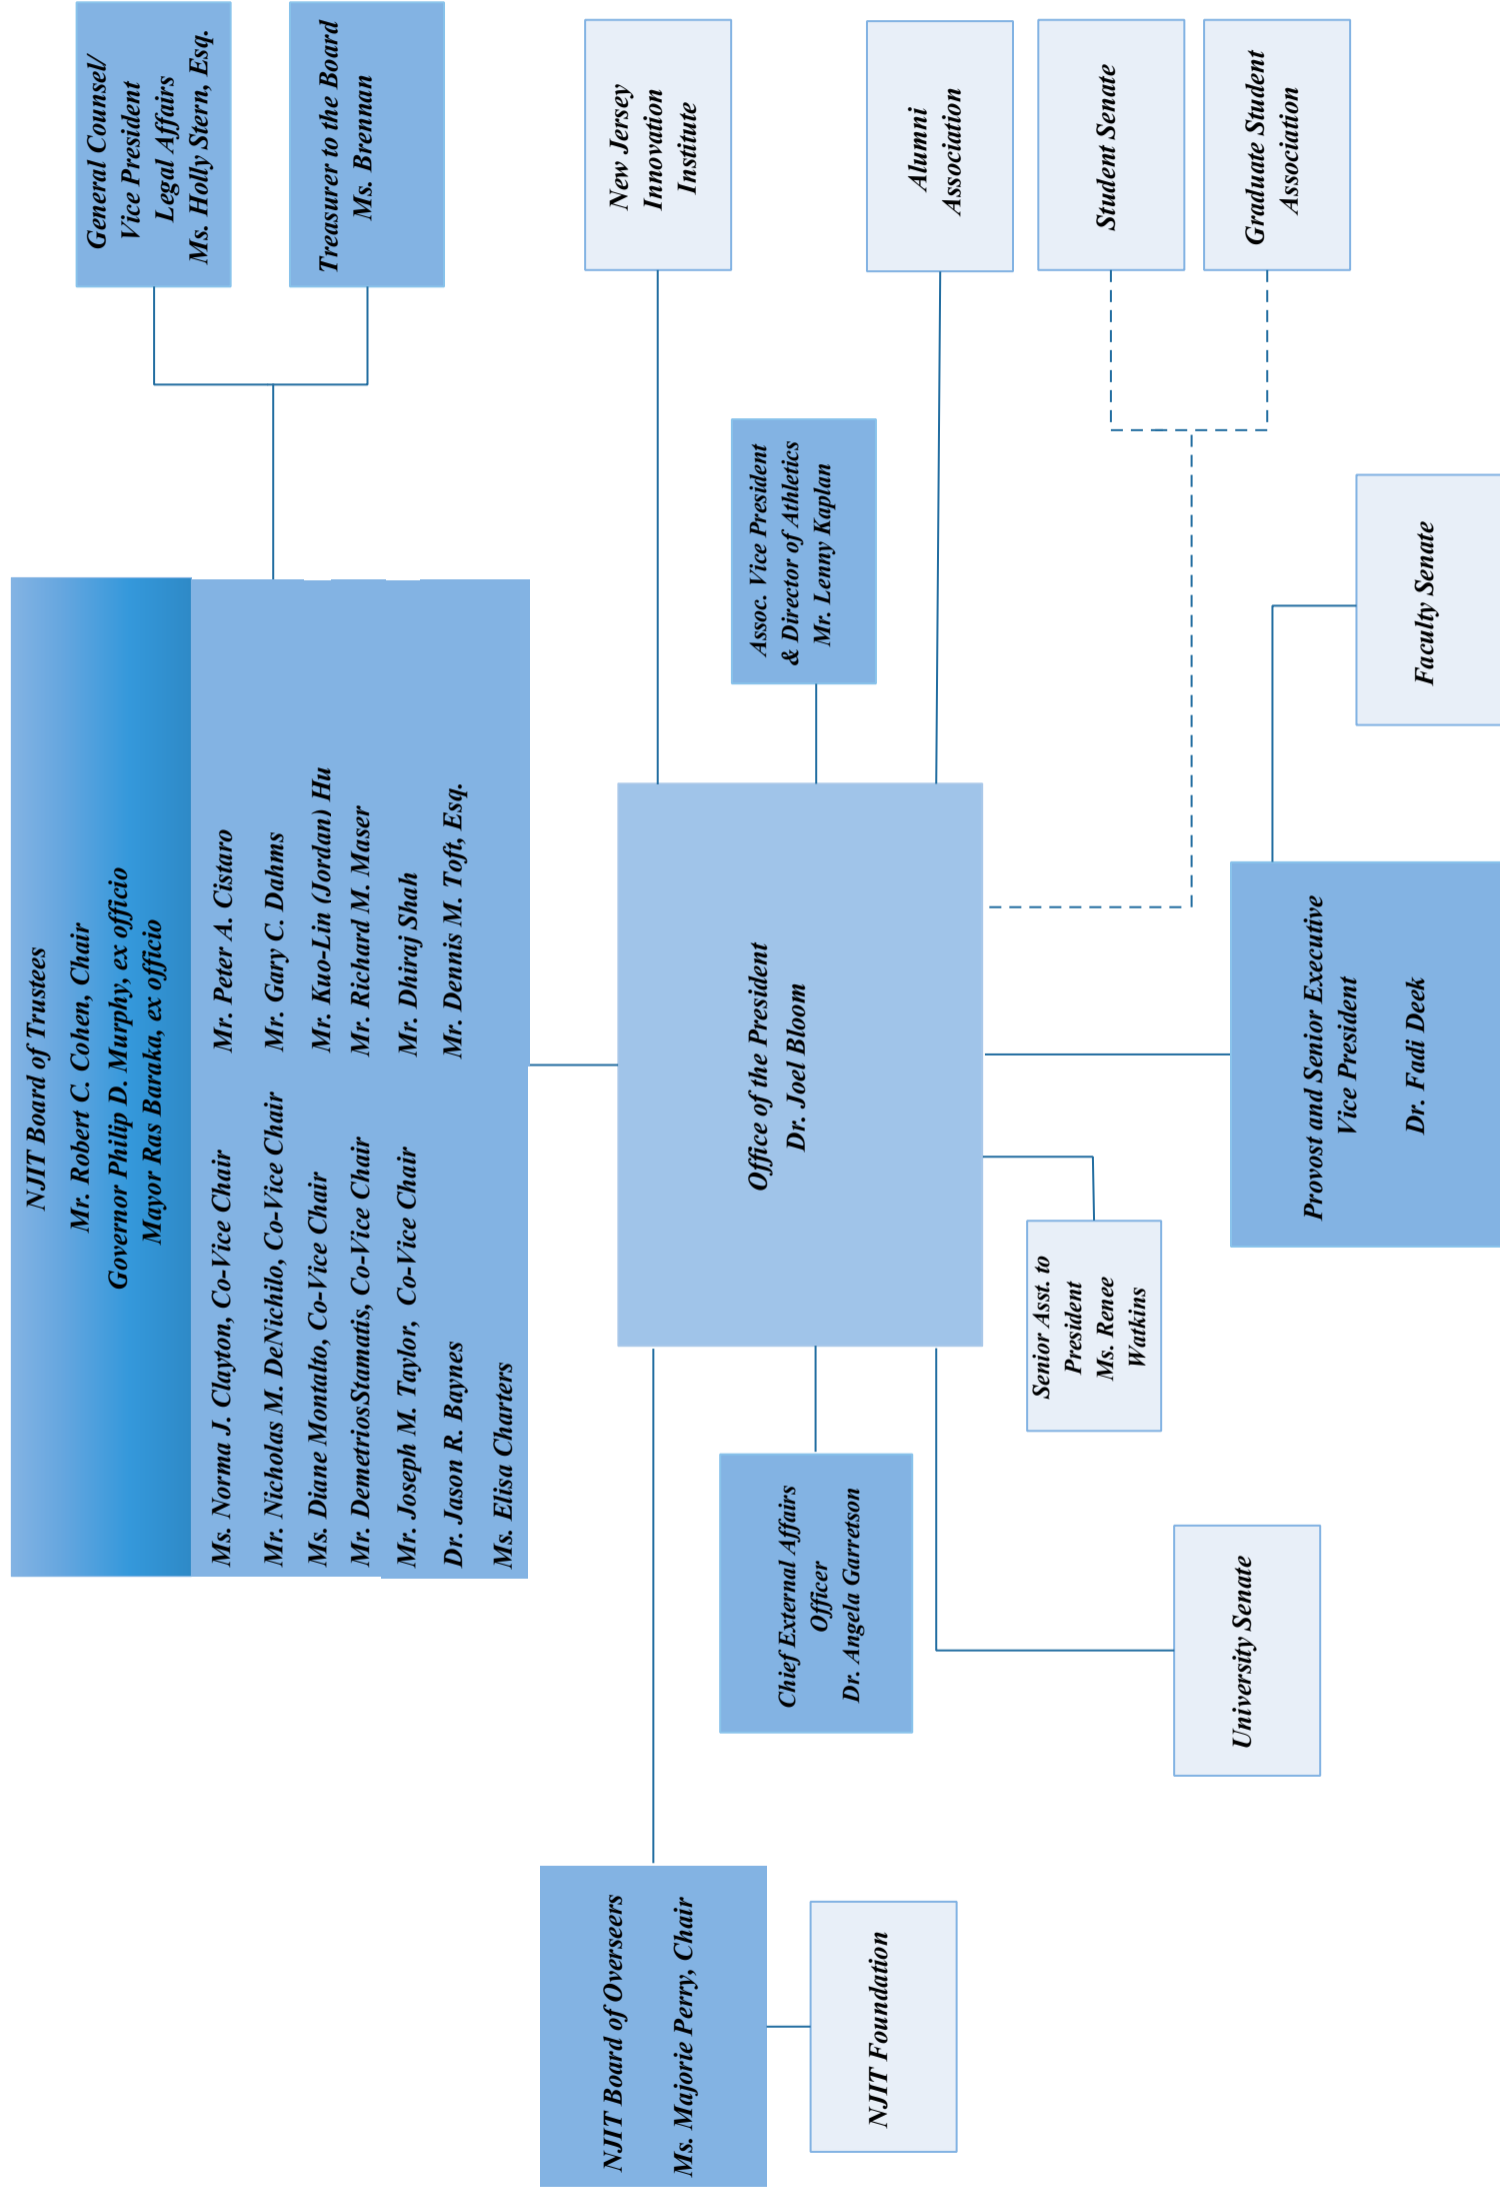 NJIT Board of Trustees
Mr. Robert C. Cohen, Chair
Governor Philip D. Murphy, ex officio
Mayor Ras Baraka, ex officio
Ms. Norma J. Clayton, Co-Vice Chair
Mr. Nicholas M. DeNichilo, Co-Vice Chair
Ms. Diane Montalto, Co-Vice Chair
Mr. DemetriosStamatis, Co-Vice Chair
Mr. Joseph M. Taylor, Co-Vice Chair
Dr. Jason R. Baynes
Ms. Elisa Charters
Mr. Peter A. Cistaro
Mr. Gary C. Dahms
Mr. Kuo-Lin (Jordan) Hu
Mr. Richard M. Maser
Mr. Dhiraj Shah
Mr. Dennis M. Toft, Esq.
General Counsel/
Vice President
Legal Affairs
Ms. Holly Stern, Esq.
Treasurer to the Board
Ms. Brennan
NJIT Board of Overseers
Ms. Majorie Perry, Chair
NJIT Foundation
Chief External Affairs
Officer
Dr. Angela Garretson
Office of the President
Dr. Joel Bloom
Assoc. Vice President
& Director of Athletics
Mr. Lenny Kaplan
New Jersey
Innovation
Institute
Alumni
Association
Student Senate
Graduate Student
Association
University Senate
Senior Asst. to
President
Ms. Renee
Watkins
Provost and Senior Executive
Vice President
Dr. Fadi Deek
Faculty Senate